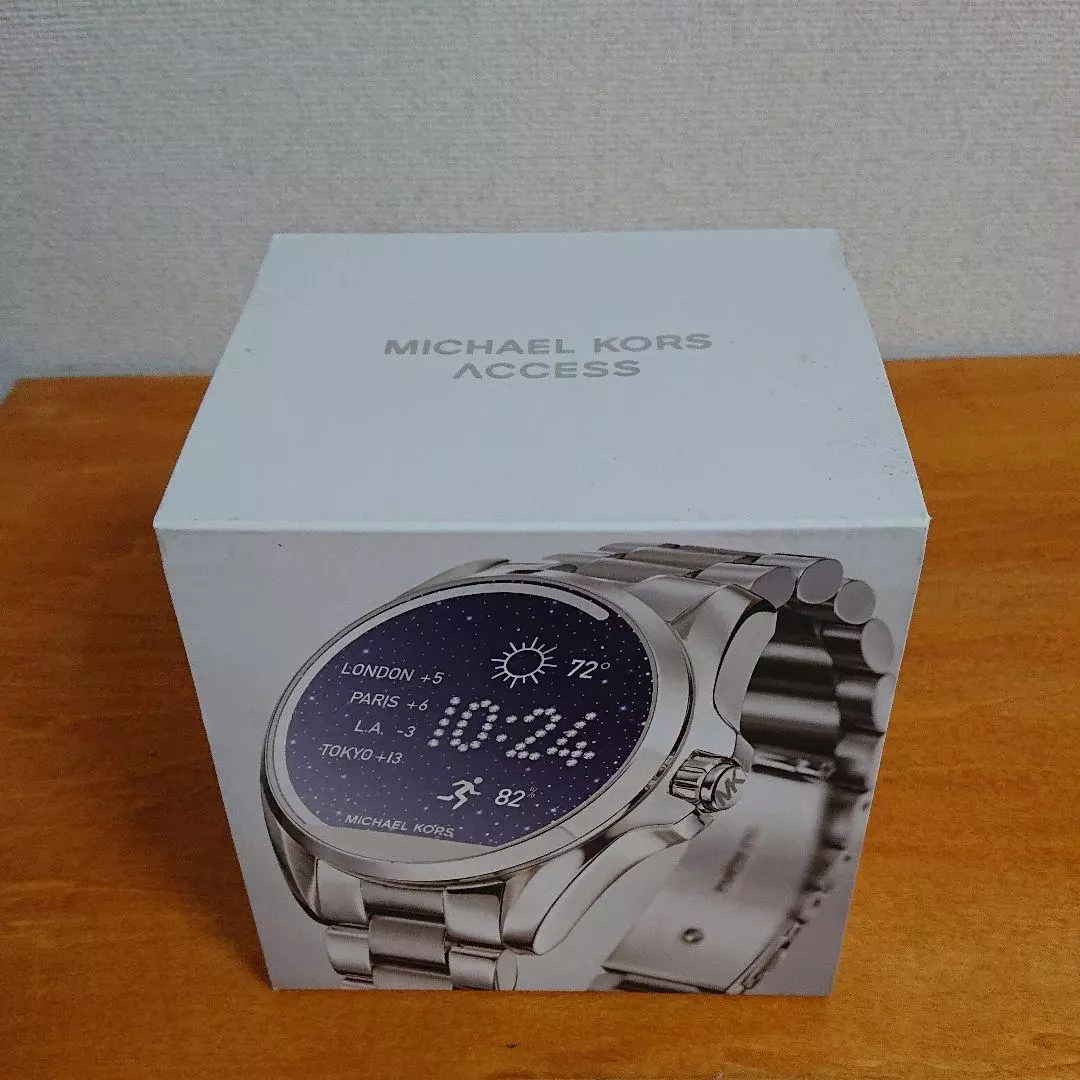 MICHAEL KORS
ACCESS
72°
LONDON +5
PARIS +6
L.A. -3
TOKYO +13
10:24
82%
MICHAEL KORS
MK